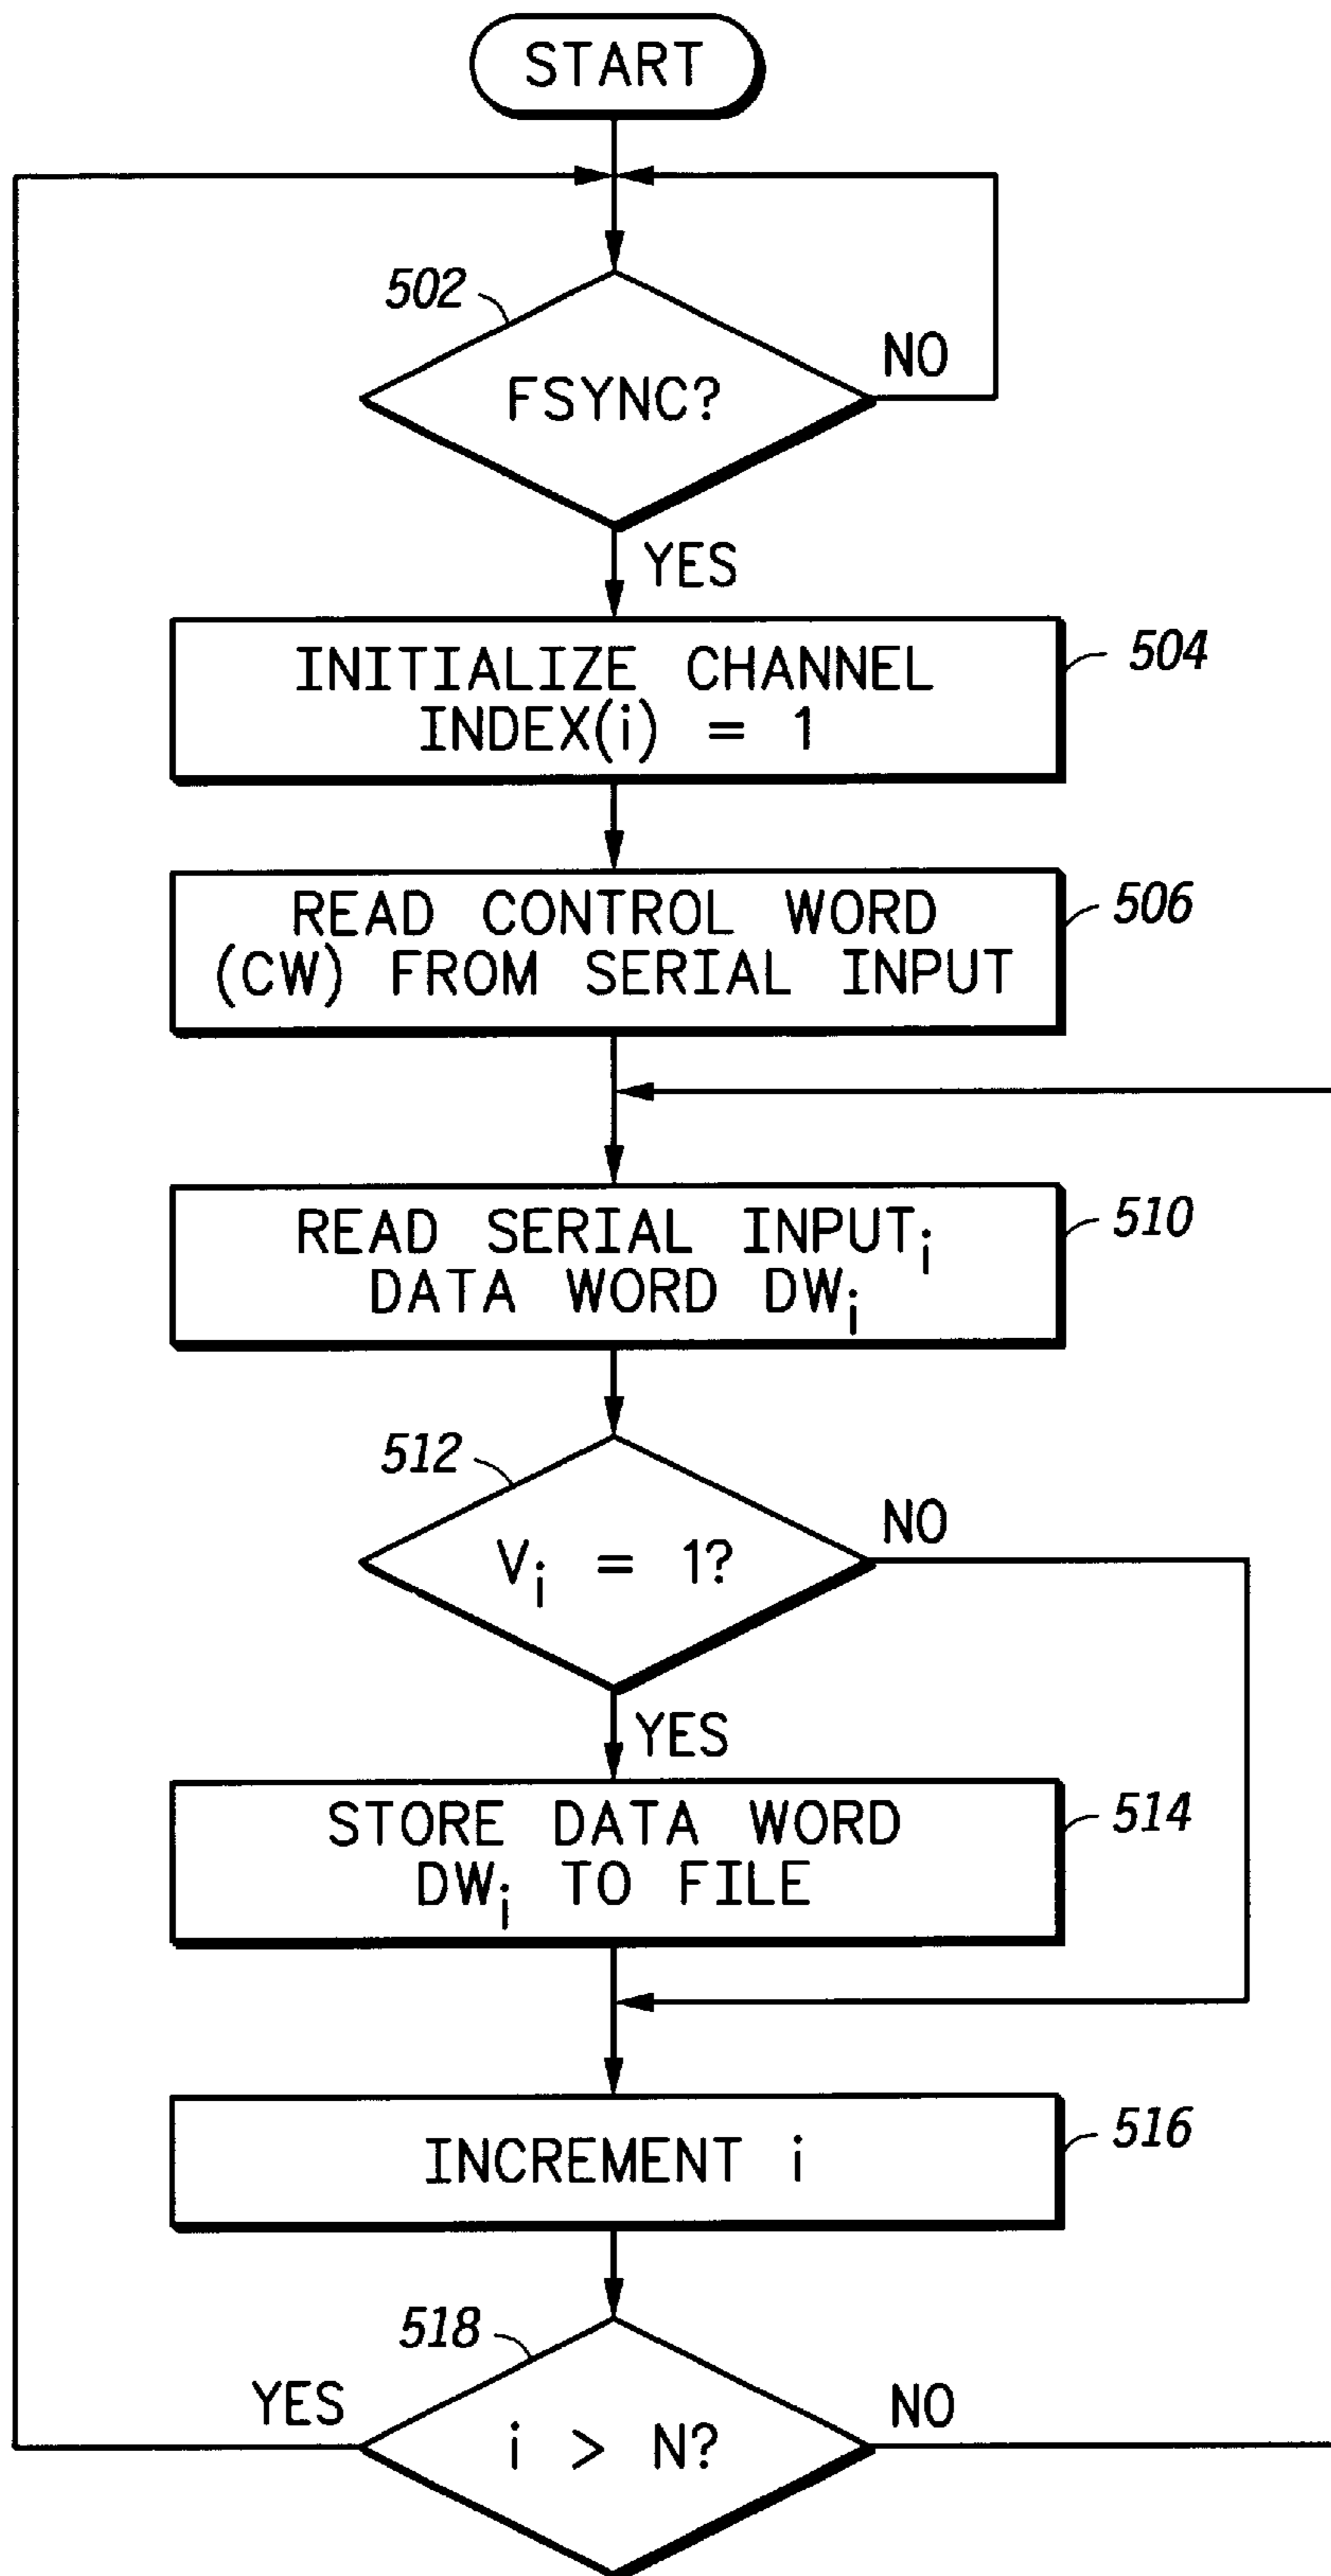 START
502
NO
FSYNC?
YES
INITIALIZE CHANNEL
INDEX(i) = 1
504
READ CONTROL WORD
(CW) FROM SERIAL INPUT
506
READ SERIAL INPUTi
DATA WORD DWi
510
512
NO
Vi = 1?
YES
STORE DATA WORD
DWi TO FILE
514
INCREMENT i
516
518
YES
NO
i > N?